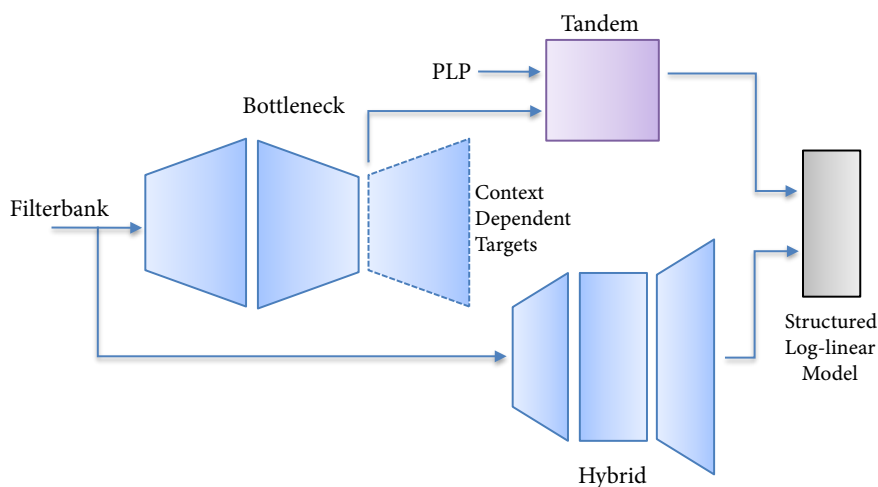 Tandem
PLP
Bottleneck
Filterbank
Context
Dependent
Targets
Structured
Log-linear
Model
Hybrid